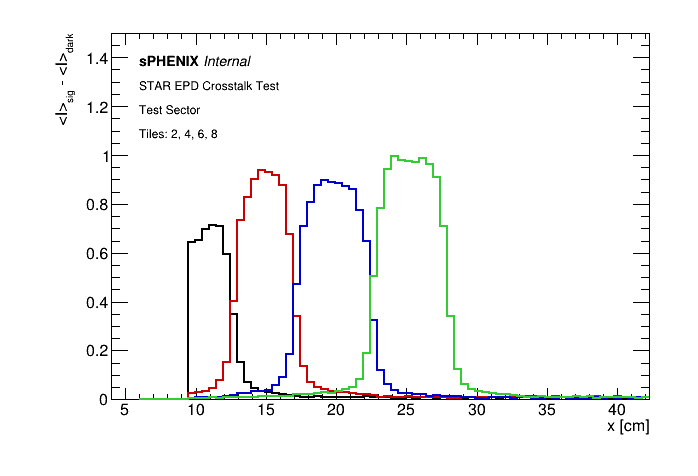 <I>sig - <I>dark
sPHENIX Internal
STAR EPD Crosstalk Test
Test Sector
Tiles: 2, 4, 6, 8
1.4
1.2
1
0.8
0.6
0.4
0.2
0
5 10 15 20 25 30 35 40
x [cm]